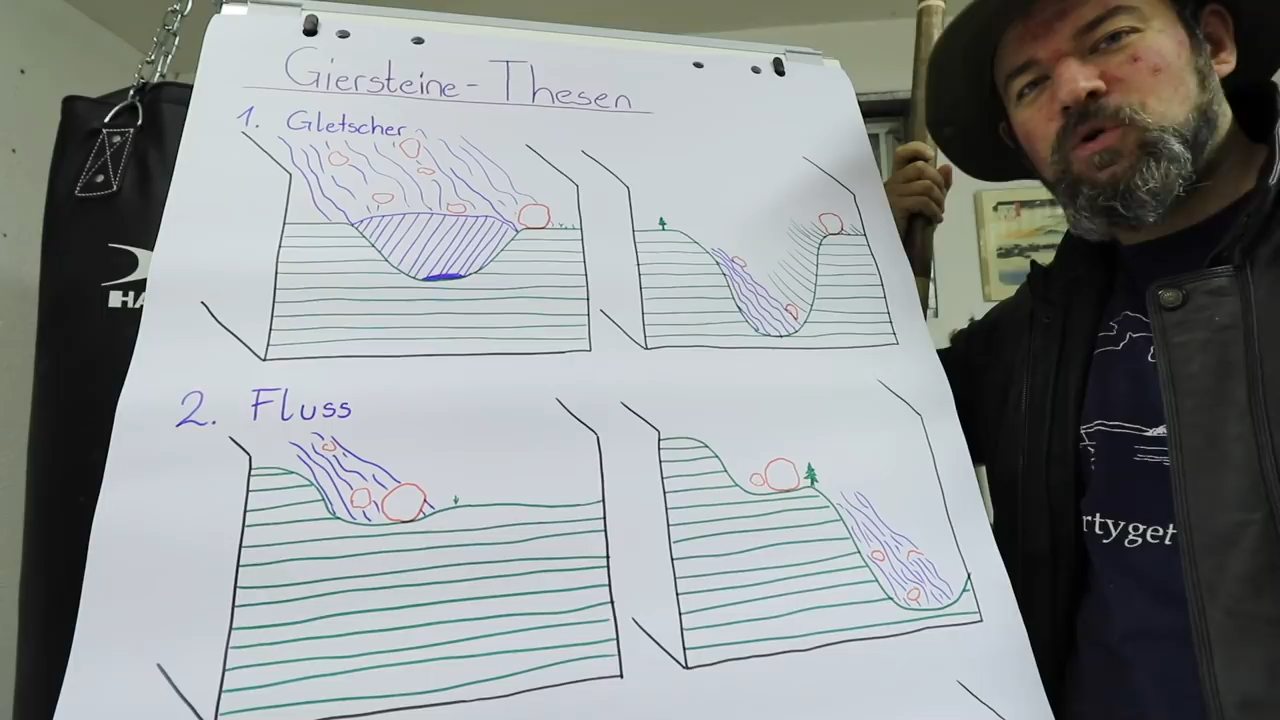 Giersteine-Thesen
1. Gletscher
2. Fluss
HA
rtyget